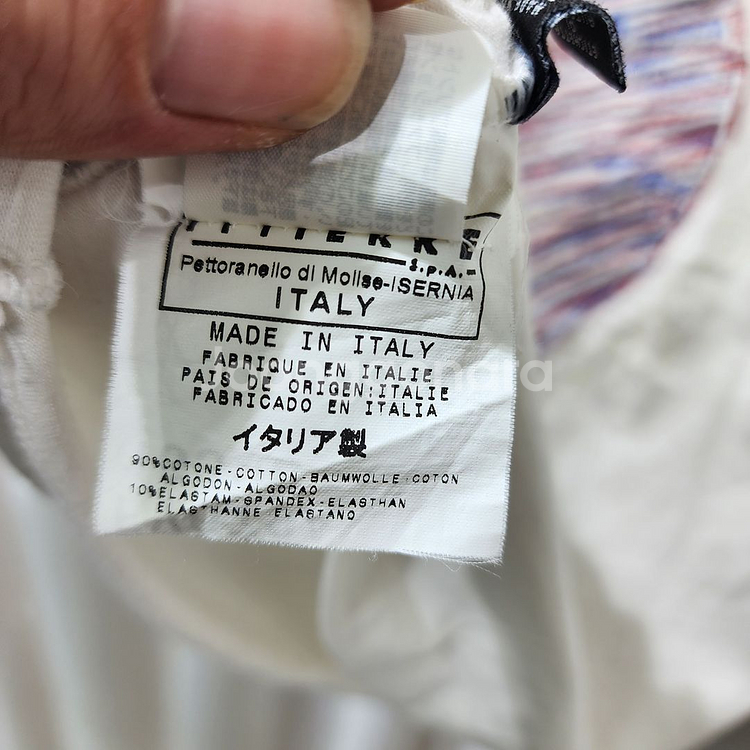 ITTIERRE
S.p.A.
Pettoranello di Molise-ISERNIA
ITALY
MADE IN ITALY
FABRIQUE EN ITALIE
PAIS DE ORIGEN:ITALIE
FABRICADO EN ITALIA
イタリア製
90%COTONE-COTTON-BAUMWOLLE-COTON
ALGODON-ALGODAO
10%ELASTAM-SPANDEX-ELASTHAN
ELASTHANNE ELASTANO